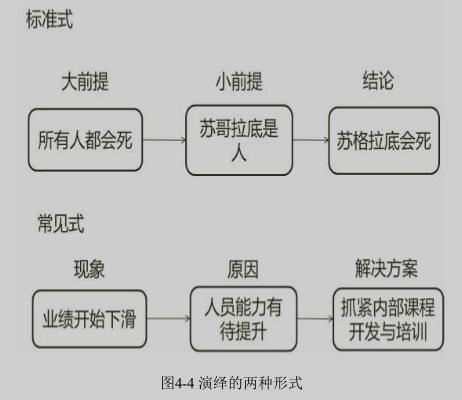 标准式
大前提
小前提
结论
所有人都会死
苏哥拉底是
人
苏格拉底会死
常见式
现象
原因
解决方案
业绩开始下滑
人员能力有
待提升
抓紧内部课程
开发与培训
图4-4 演绎的两种形式